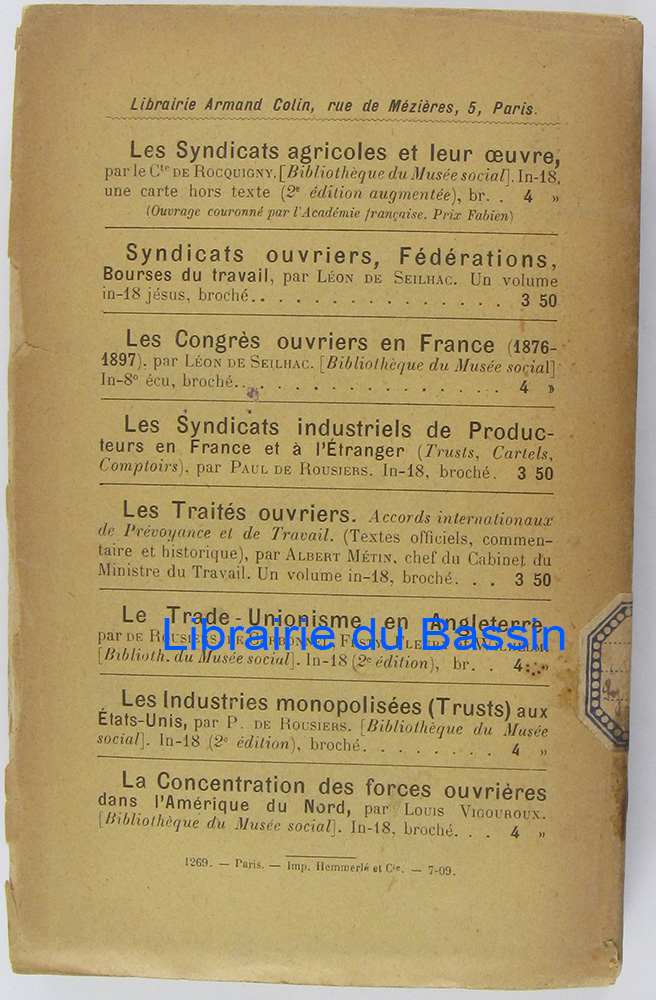 Librairie Armand Colin, rue de Mézières, 5, Paris.
Les Syndicats agricoles et leur œuvre,
par le Cte DE ROCQUIGNY. [Bibliothèque du Musée social]. In-18,
une carte hors texte (2e édition augmentée), br. . 4 »
(Ouvrage couronné par l'Académie française. Prix Fabien)
Syndicats ouvriers, Fédérations,
Bourses du travail, par LÉON DE SEILHAC. Un volume
in-18 jésus, broché. . . . . . . . . . . . . . . . 3 50
Les Congrès ouvriers en France (1876-
1897). par LÉON DE SEILHAC. [Bibliothèque du Musée social]
In-8o écu, broché. . . . . . . . . . . . . . . . . 4 »
Les Syndicats industriels de Produc-
teurs en France et à l'Étranger (Trusts, Cartels,
Comptoirs), par PAUL DE ROUSIERS. In-18, broché. 3 50
Les Traités ouvriers. Accords internationaux
de Prévoyance et de Travail. (Textes officiels, commen-
taire et historique), par ALBERT MÉTIN, chef du Cabinet du
Ministre du Travail. Un volume in-18, broché. . . 3 50
Le Trade-Unionisme en Angleterre,
par DE ROUSIERS, DE CARBONNEL, FESTY, WILHELM
Librairie du Bassin
[Biblioth. du Musée social]. In-18 (2e édition), br. . 4 »
Les Industries monopolisées (Trusts) aux
États-Unis, par P. DE ROUSIERS. [Bibliothèque du Musée
social]. In-18 (2e édition), broché. . . . . . . . 4 »
La Concentration des forces ouvrières
dans l'Amérique du Nord, par LOUIS VIGOUROUX.
[Bibliothèque du Musée social]. In-18, broché. . . 4 »
1269. — Paris. — Imp. Hemmerlé et Cie. — 7-09.